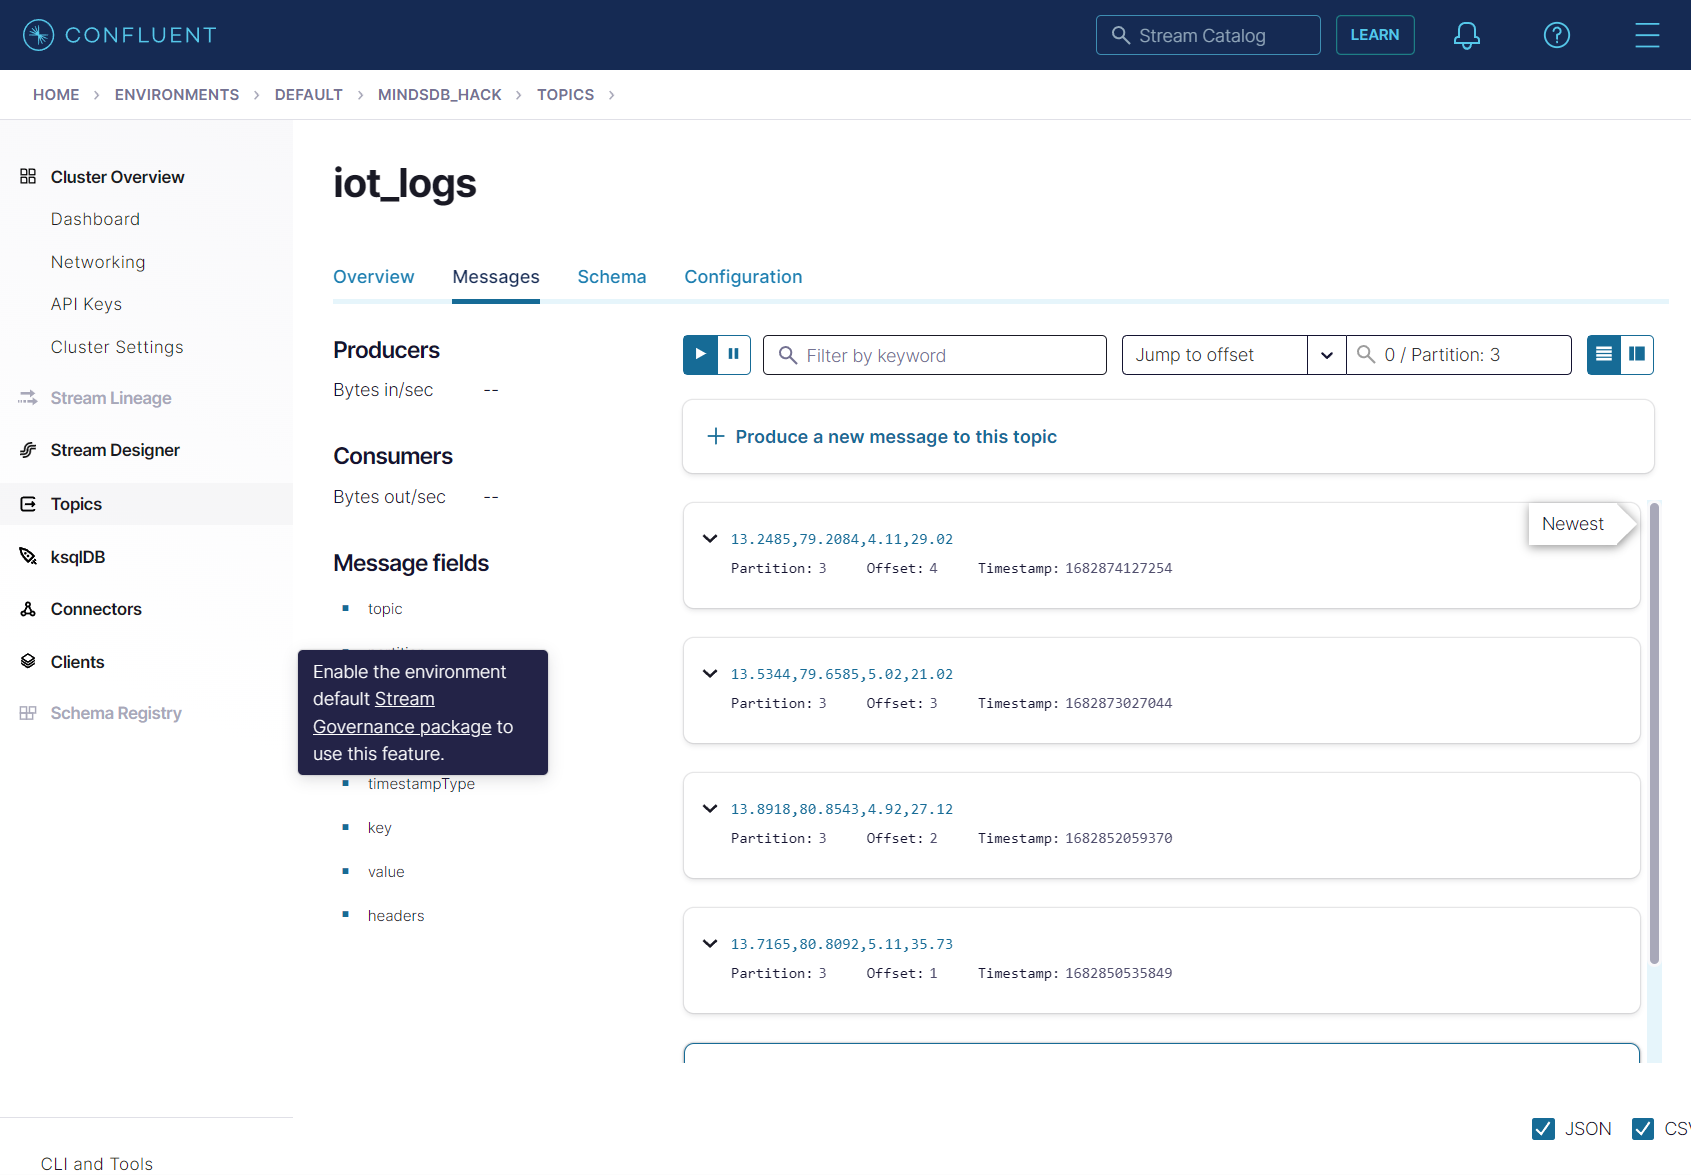 CONFLUENT
Stream Catalog
LEARN
HOME > ENVIRONMENTS > DEFAULT > MINDSDB_HACK > TOPICS >
Cluster Overview
Dashboard
Networking
API Keys
Cluster Settings
Stream Lineage
Stream Designer
Topics
ksqlDB
Connectors
Clients
Schema Registry
CLI and Tools
iot_logs
Overview
Messages
Schema
Configuration
Producers
Bytes in/sec --
Consumers
Bytes out/sec --
Message fields
topic
Enable the environment
default Stream
Governance package to
use this feature.
timestampType
key
value
headers
Filter by keyword
Jump to offset
0 / Partition: 3
+ Produce a new message to this topic
Newest
13.2485,79.2084,4.11,29.02
Partition: 3 Offset: 4 Timestamp: 1682874127254
13.5344,79.6585,5.02,21.02
Partition: 3 Offset: 3 Timestamp: 1682873027044
13.8918,80.8543,4.92,27.12
Partition: 3 Offset: 2 Timestamp: 1682852059370
13.7165,80.8092,5.11,35.73
Partition: 3 Offset: 1 Timestamp: 1682850535849
JSON
CSV